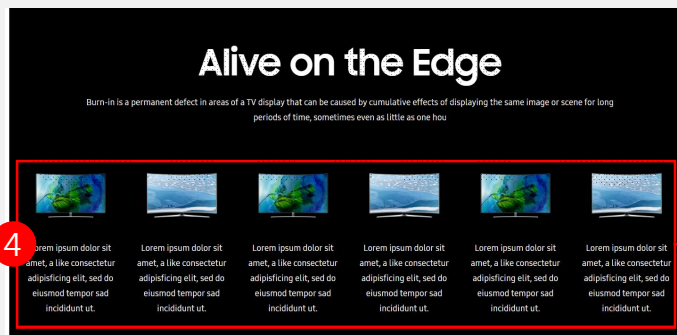 Alive on the Edge
Burn-in is a permanent defect in areas of a TV display that can be caused by cumulative effects of displaying the same image or scene for long
periods of time, sometimes even as little as one hou
4
Lorem ipsum dolor sit
amet, a like consectetur
adipisficing elit, sed do
eiusmod tempor sad
incididunt ut.
Lorem ipsum dolor sit
amet, a like consectetur
adipisficing elit, sed do
eiusmod tempor sad
incididunt ut.
Lorem ipsum dolor sit
amet, a like consectetur
adipisficing elit, sed do
eiusmod tempor sad
incididunt ut.
Lorem ipsum dolor sit
amet, a like consectetur
adipisficing elit, sed do
eiusmod tempor sad
incididunt ut.
Lorem ipsum dolor sit
amet, a like consectetur
adipisficing elit, sed do
eiusmod tempor sad
incididunt ut.
Lorem ipsum dolor sit
amet, a like consectetur
adipisficing elit, sed do
eiusmod tempor sad
incididunt ut.